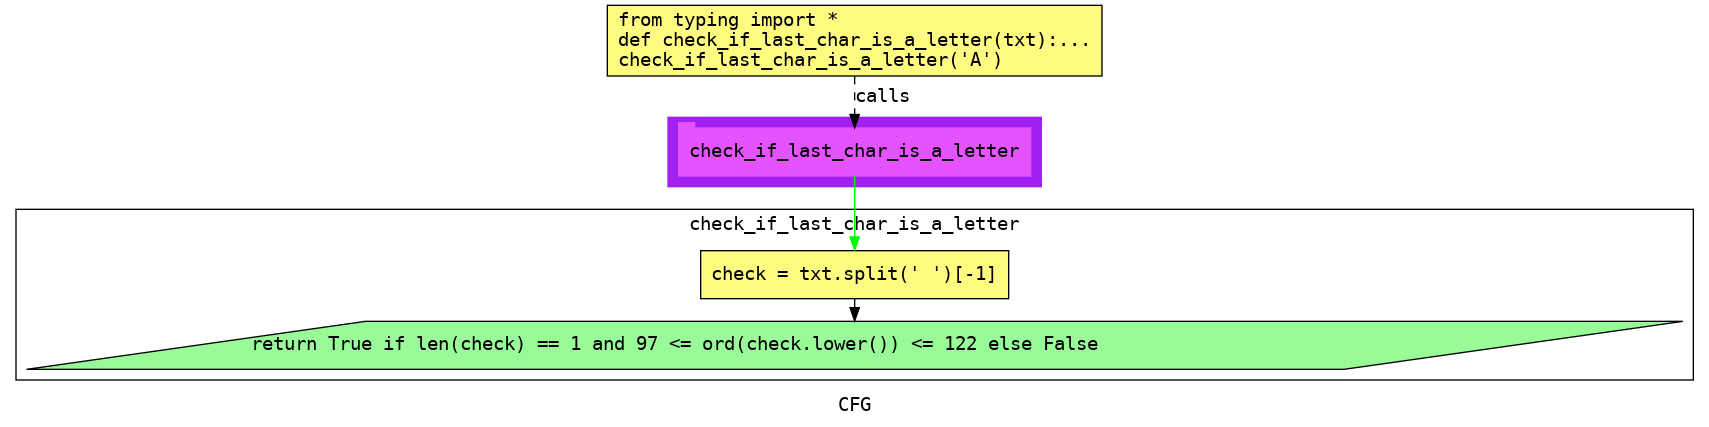 from typing import *
def check_if_last_char_is_a_letter(txt):...
check_if_last_char_is_a_letter('A')
calls
check_if_last_char_is_a_letter
check_if_last_char_is_a_letter
check = txt.split(' ')[-1]
return True if len(check) == 1 and 97 <= ord(check.lower()) <= 122 else False
CFG